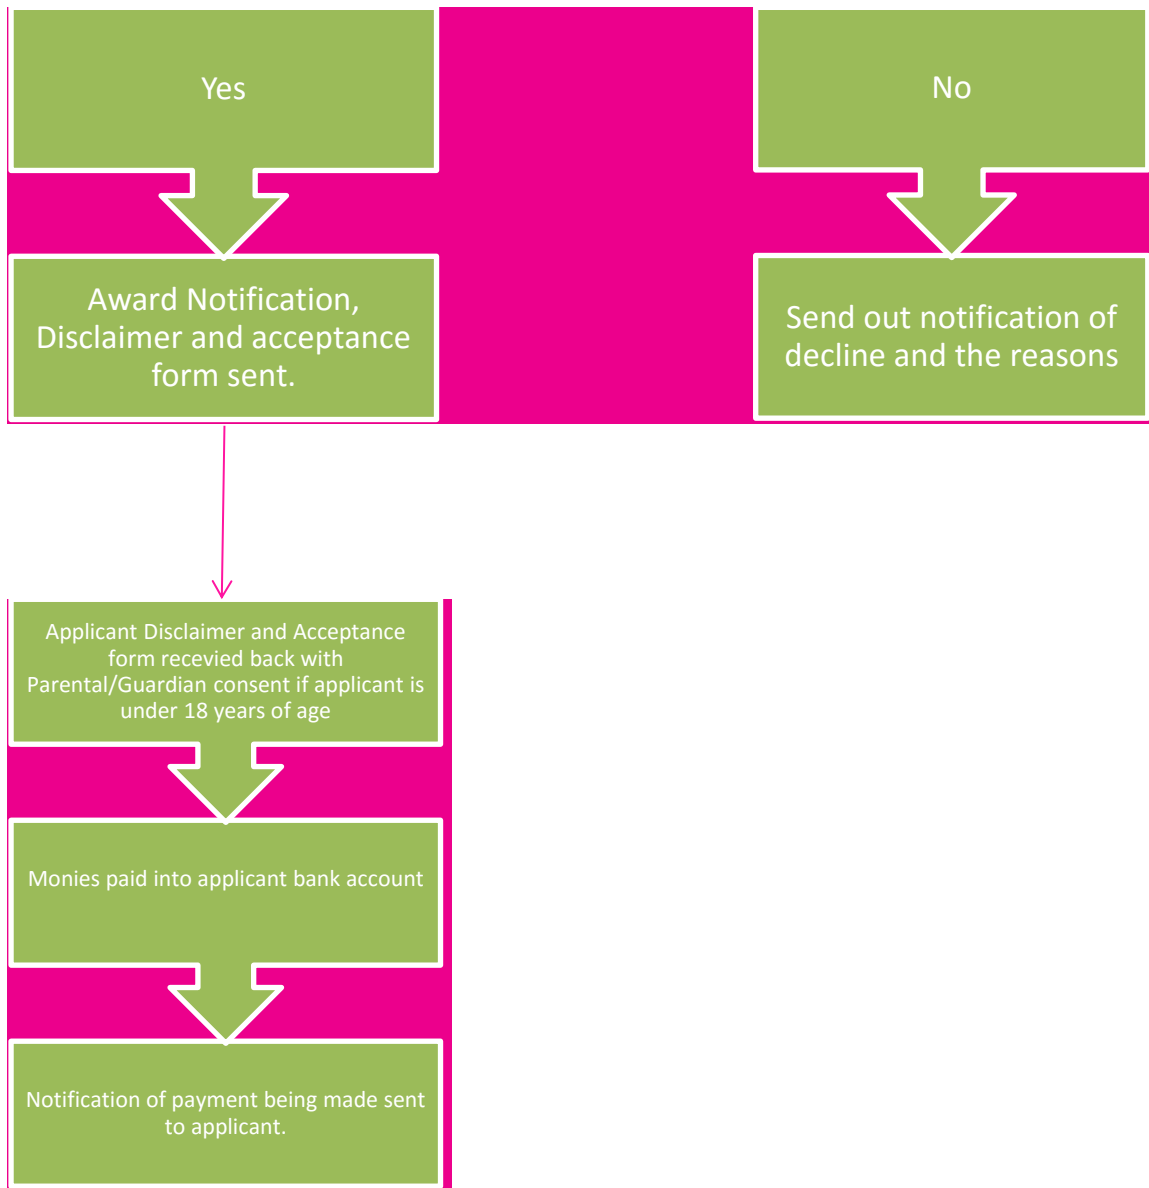 Yes
No
Award Notification,
Disclaimer and acceptance
form sent.
Send out notification of
decline and the reasons
Applicant Disclaimer and Acceptance
form recevied back with
Parental/Guardian consent if applicant is
under 18 years of age
Monies paid into applicant bank account
Notification of payment being made sent
to applicant.